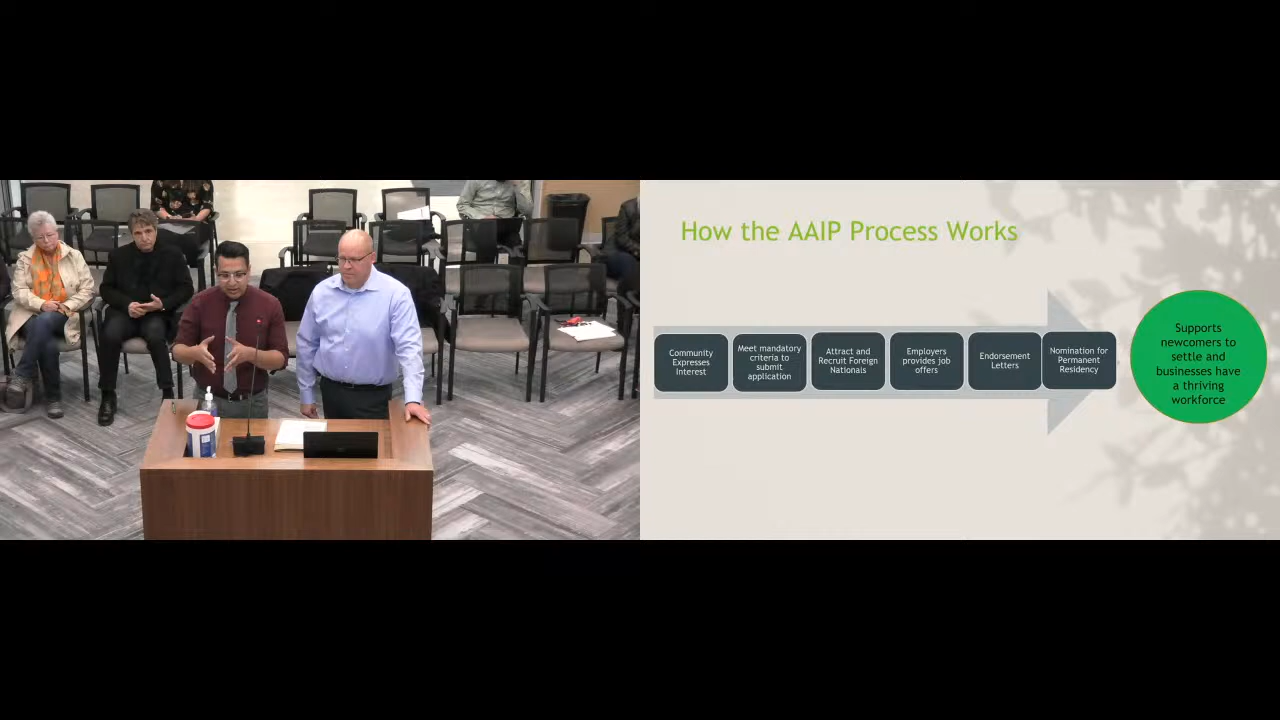 How the AAIP Process Works
Community
Expresses
Interest
Meet mandatory
criteria to
submit
application
Attract and
Recruit Foreign
Nationals
Employers
provides job
offers
Endorsement
Letters
Nomination for
Permanent
Residency
Supports
newcomers to
settle and
businesses have
a thriving
workforce